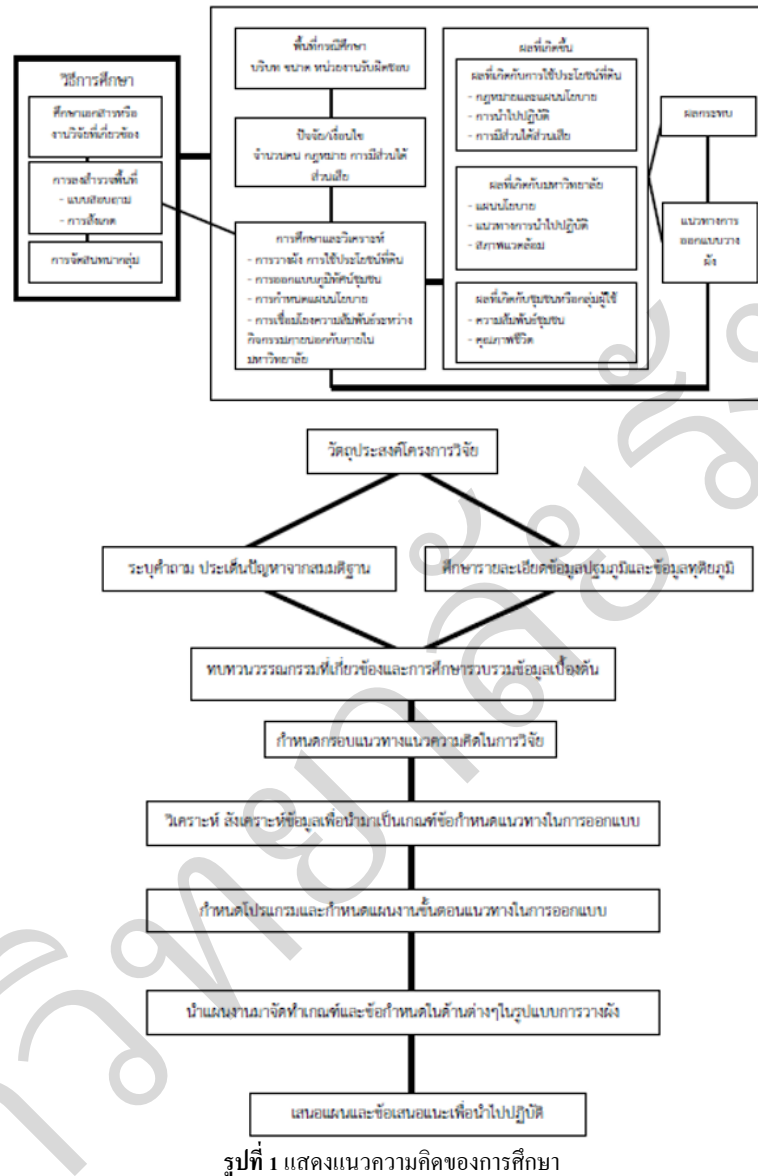 วิธีการศึกษา
ศึกษาเอกสารหรือ
งานวิจัยที่เกี่ยวข้อง
การลงสำรวจพื้นที่
- แบบสอบถาม
- การสังเกต
การจัดสนทนากลุ่ม
พื้นที่กรณีศึกษา
บริบท ขนาด หน่วยงานรับผิดชอบ
ปัจจัย/เงื่อนไข
จำนวนคน กฎหมาย การมีส่วนได้
ส่วนเสีย
การศึกษาและวิเคราะห์
- การวางผัง การใช้ประโยชน์ที่ดิน
- การออกแบบภูมิทัศน์ชุมชน
- การกำหนดแผนนโยบาย
- การเชื่อมโยงความสัมพันธ์ระหว่าง
กิจกรรมภายนอกกับภายใน
มหาวิทยาลัย
ผลที่เกิดขึ้น
ผลที่เกิดกับการใช้ประโยชน์ที่ดิน
- กฎหมายและแผนนโยบาย
- การนำไปปฏิบัติ
- การมีส่วนได้ส่วนเสีย
ผลที่เกิดกับมหาวิทยาลัย
- แผนนโยบาย
- แนวทางการนำไปปฏิบัติ
- สภาพแวดล้อม
ผลที่เกิดกับชุมชนหรือกลุ่มผู้ใช้
- ความสัมพันธ์ชุมชน
- คุณภาพชีวิต
ผลกระทบ
แนวทางการ
ออกแบบวาง
ผัง
วัตถุประสงค์โครงการวิจัย
ระบุคำถาม ประเด็นปัญหาจากสมมติฐาน
ศึกษารายละเอียดข้อมูลปฐมภูมิและข้อมูลทุติยภูมิ
ทบทวนวรรณกรรมที่เกี่ยวข้องและการศึกษารวบรวมข้อมูลเบื้องต้น
กำหนดกรอบแนวทางแนวความคิดในการวิจัย
วิเคราะห์ สังเคราะห์ข้อมูลเพื่อนำมาเป็นเกณฑ์ข้อกำหนดแนวทางในการออกแบบ
กำหนดโปรแกรมและกำหนดแผนงานขั้นตอนแนวทางในการออกแบบ
นำแผนงานมาจัดทำเกณฑ์และข้อกำหนดในด้านต่างๆในรูปแบบการวางผัง
เสนอแผนและข้อเสนอแนะเพื่อนำไปปฏิบัติ
รูปที่ 1 แสดงแนวความคิดของการศึกษา